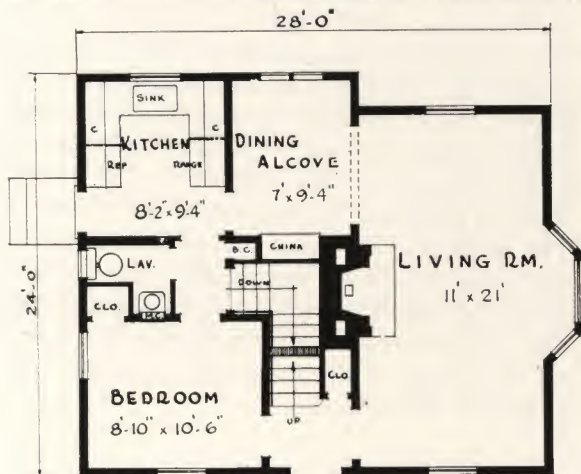 28'-0"
24'-0"
SINK
C
C
KITCHEN
REF
RANGE
8'-2" x 9'-4"
DINING
ALCOVE
7' x 9'-4"
B.C.
CHINA
LAV.
DOWN
LIVING RM.
11' x 21'
CLO.
M.C.
CLO.
BEDROOM
8'-10" x 10'-6"
UP